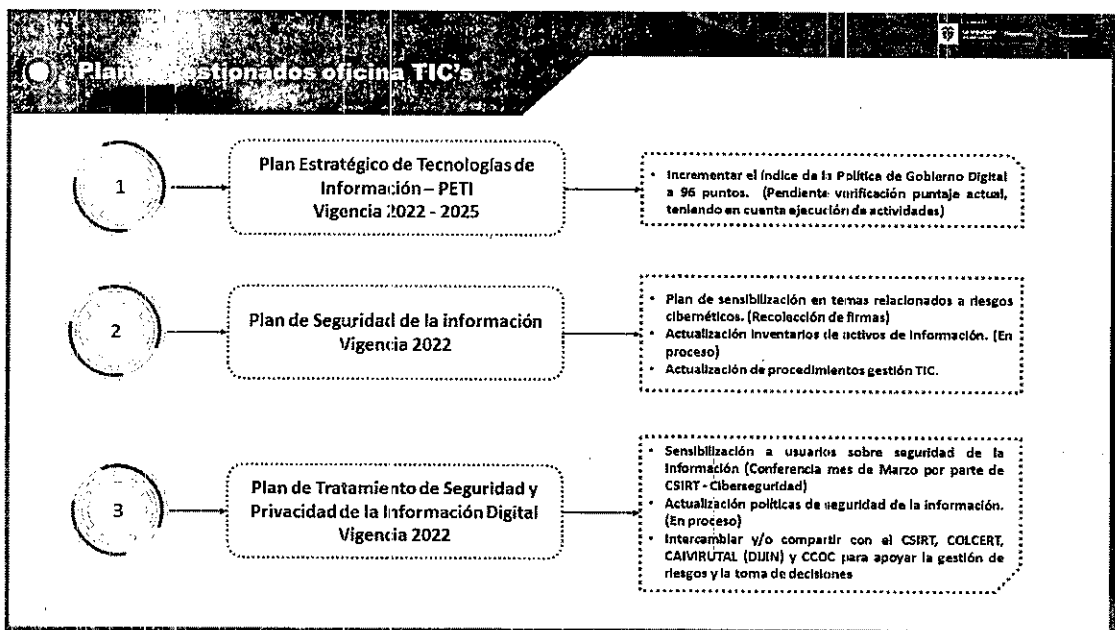 Planes gestionados oficina TIC's
1
Plan Estratégico de Tecnologías de
Información – PETI
Vigencia 2022 - 2025
• Incrementar el índice de la Política de Gobierno Digital
a 96 puntos. (Pendiente verificación puntaje actual,
teniendo en cuenta ejecución de actividades)
2
Plan de Seguridad de la información
Vigencia 2022
• Plan de sensibilización en temas relacionados a riesgos
cibernéticos. (Recolección de firmas)
• Actualización inventarios de activos de información. (En
proceso)
• Actualización de procedimientos gestión TIC.
3
Plan de Tratamiento de Seguridad y
Privacidad de la Información Digital
Vigencia 2022
• Sensibilización a usuarios sobre seguridad de la
Información (Conferencia mes de Marzo por parte de
CSIRT - Ciberseguridad)
• Actualización políticas de seguridad de la información.
(En proceso)
• Intercambiar y/o compartir con el CSIRT, COLCERT,
CAIVIRUTAL (DIJIN) y CCOC para apoyar la gestión de
riesgos y la toma de decisiones